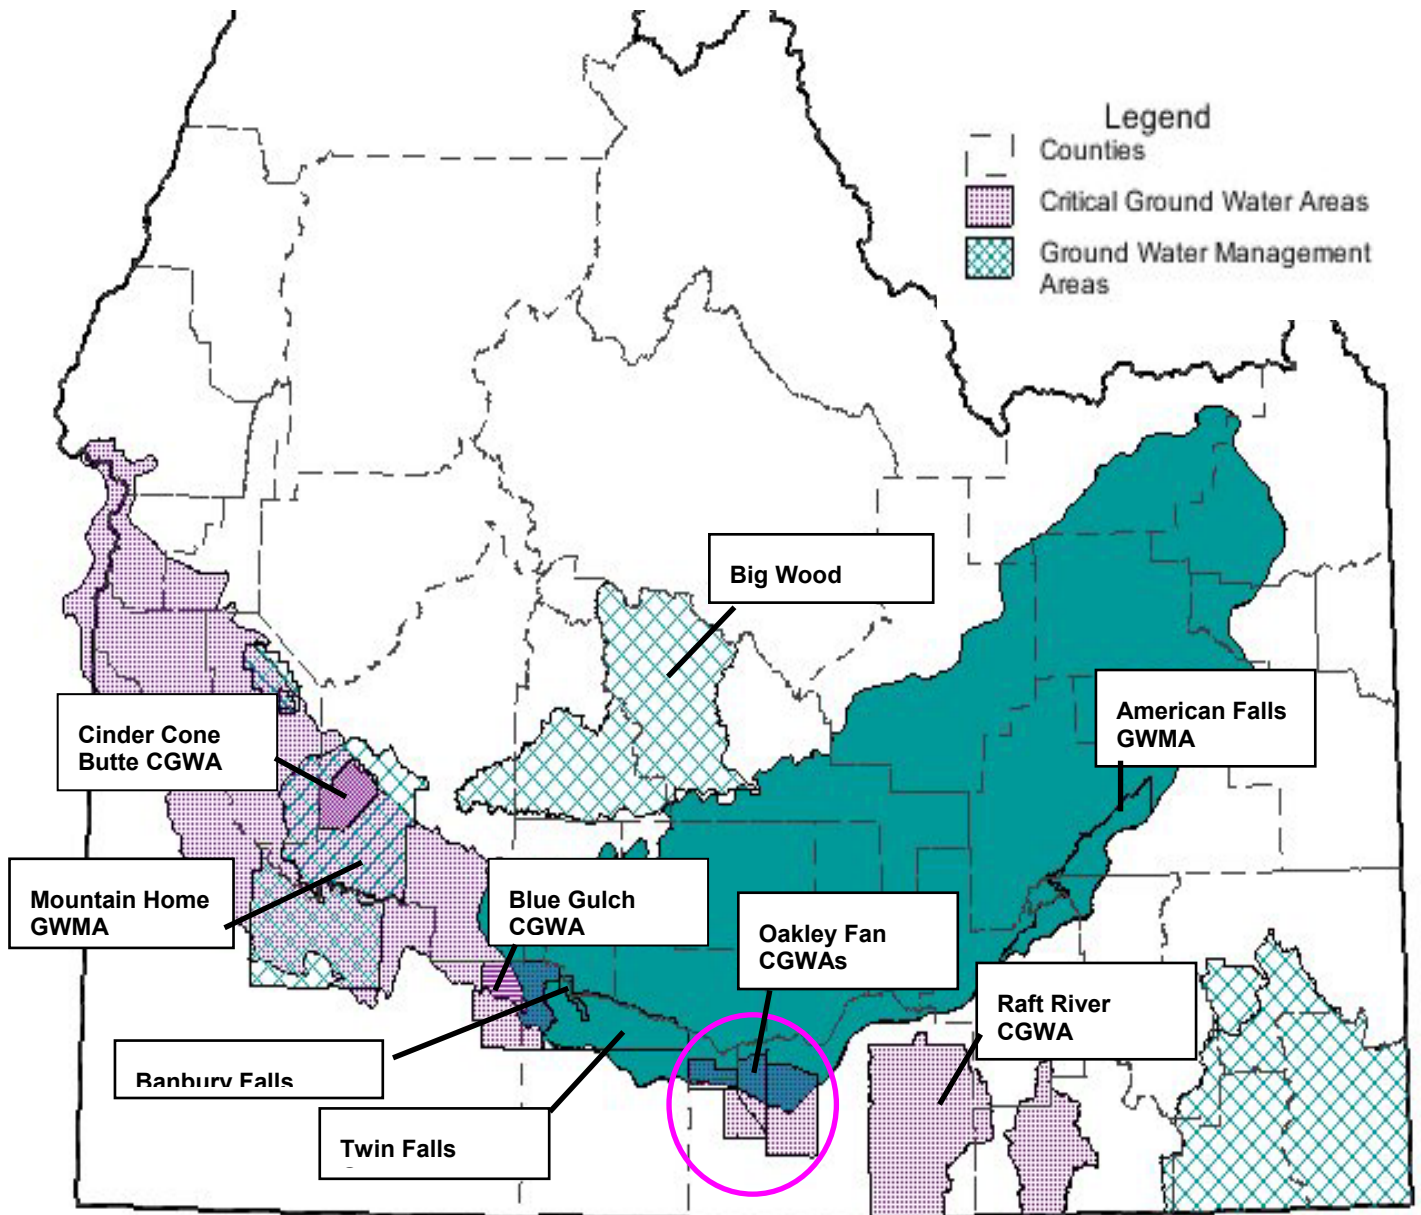 Legend
Counties
Critical Ground Water Areas
Ground Water Management
Areas
Big Wood
American Falls
GWMA
Cinder Cone
Butte CGWA
Mountain Home
GWMA
Blue Gulch
CGWA
Oakley Fan
CGWAs
Raft River
CGWA
Banbury Falls
Twin Falls